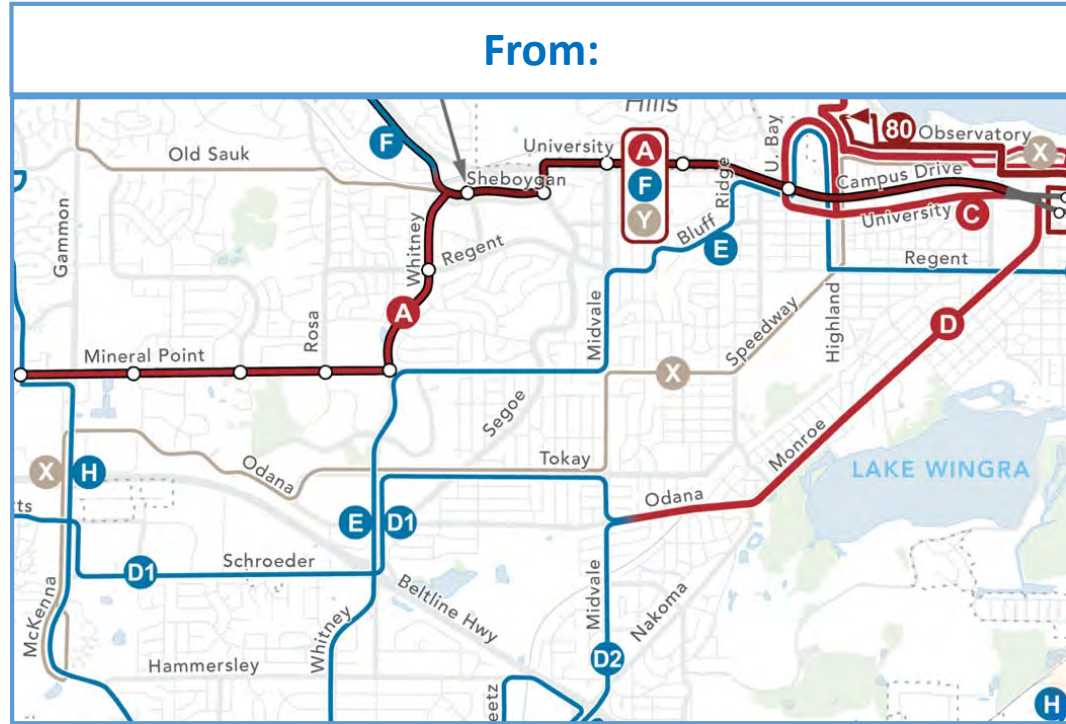 From:
Hills
U. Bay
80
Observatory
X
F
Old Sauk
University
A
F
Y
Ridge
Campus Drive
Sheboygan
University
C
Gammon
Whitney
Regent
Bluff
E
Regent
A
Rosa
Midvale
Speedway
Highland
D
Mineral Point
X
Segoe
Monroe
LAKE WINGRA
X
H
Odana
Tokay
Odana
E
D1
Schroeder
D1
Beltline Hwy
Midvale
Nakoma
McKenna
Whitney
Hammersley
D2
H